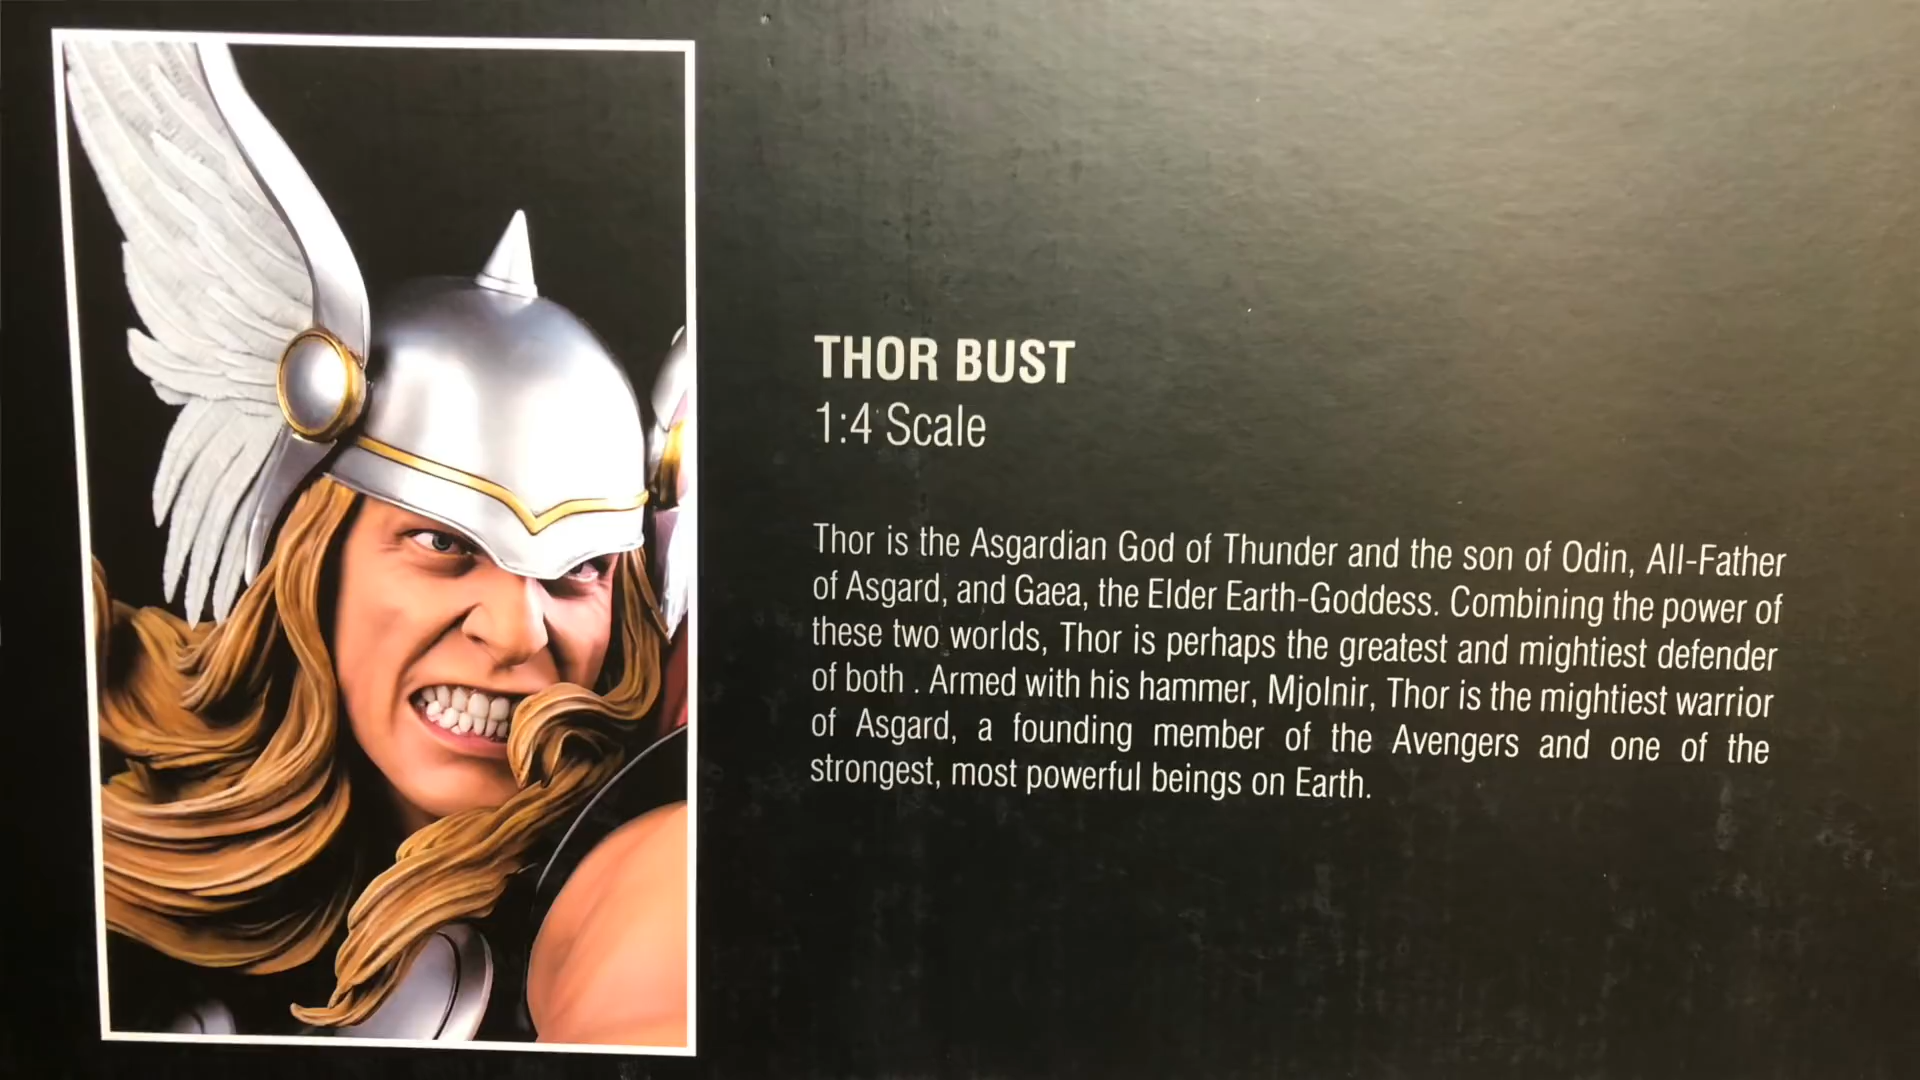 THOR BUST
1:4 Scale
Thor is the Asgardian God of Thunder and the son of Odin, All-Father
of Asgard, and Gaea, the Elder Earth-Goddess. Combining the power of
these two worlds, Thor is perhaps the greatest and mightiest defender
of both . Armed with his hammer, Mjolnir, Thor is the mightiest warrior
of Asgard, a founding member of the Avengers and one of the
strongest, most powerful beings on Earth.